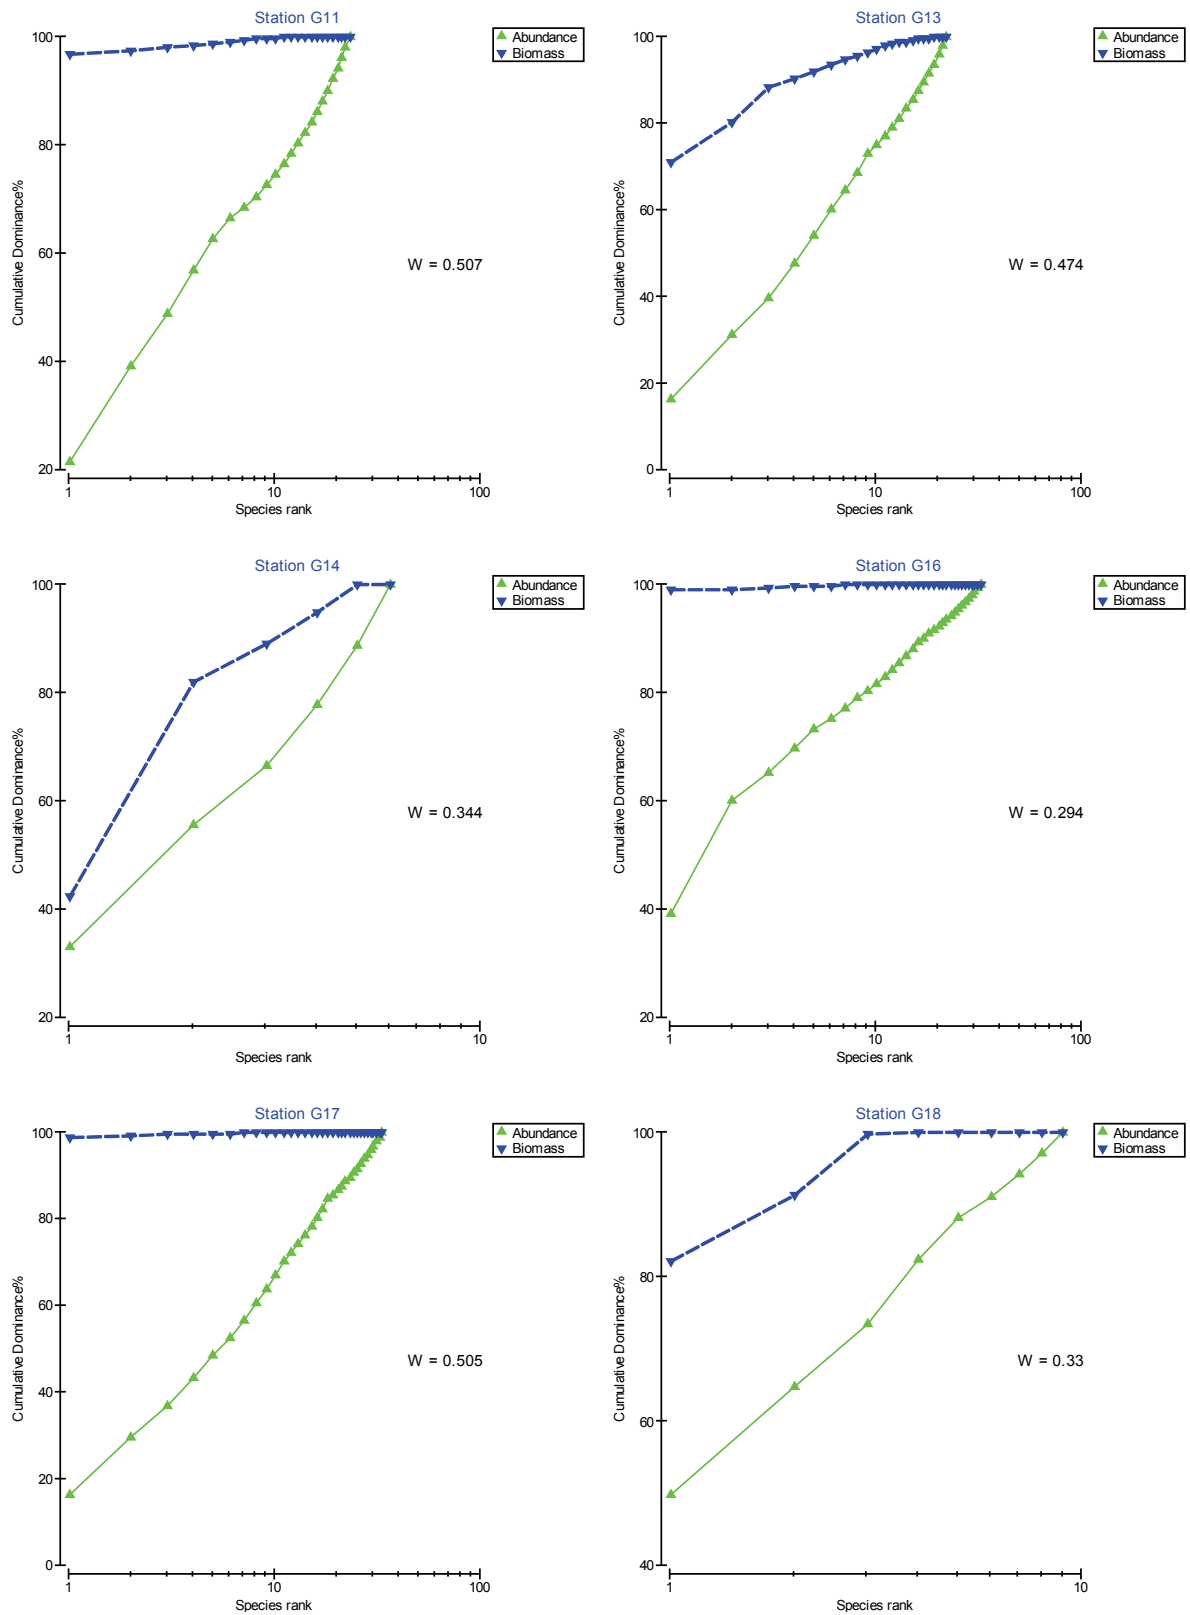 Station G11
Abundance
Biomass
100
80
60
40
20
Cumulative Dominance%
W = 0.507
1
10
100
Species rank
Station G13
Abundance
Biomass
100
80
60
40
20
0
Cumulative Dominance%
W = 0.474
1
10
100
Species rank
Station G14
Abundance
Biomass
100
80
60
40
20
Cumulative Dominance%
W = 0.344
1
10
Species rank
Station G16
Abundance
Biomass
100
80
60
40
20
Cumulative Dominance%
W = 0.294
1
10
100
Species rank
Station G17
Abundance
Biomass
100
80
60
40
20
0
Cumulative Dominance%
W = 0.505
1
10
100
Species rank
Station G18
Abundance
Biomass
100
80
60
40
Cumulative Dominance%
W = 0.33
1
10
Species rank